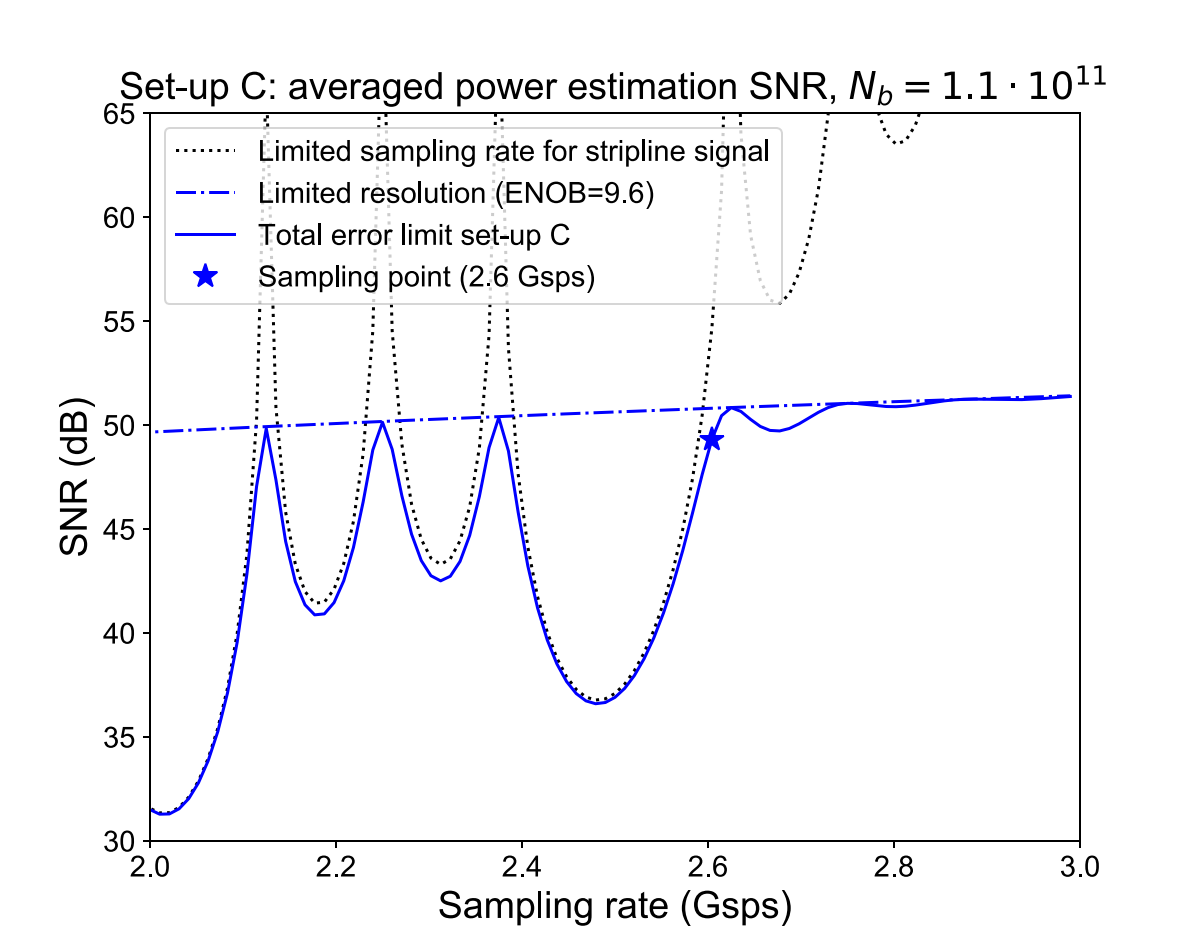 Set-up C: averaged power estimation SNR, $N_b = 1.1 \cdot 10^{11}$
65
60
55
50
45
40
35
30
SNR (dB)
Limited sampling rate for stripline signal
Limited resolution (ENOB=9.6)
Total error limit set-up C
Sampling point (2.6 Gsps)
2.0 2.2 2.4 2.6 2.8 3.0
Sampling rate (Gsps)